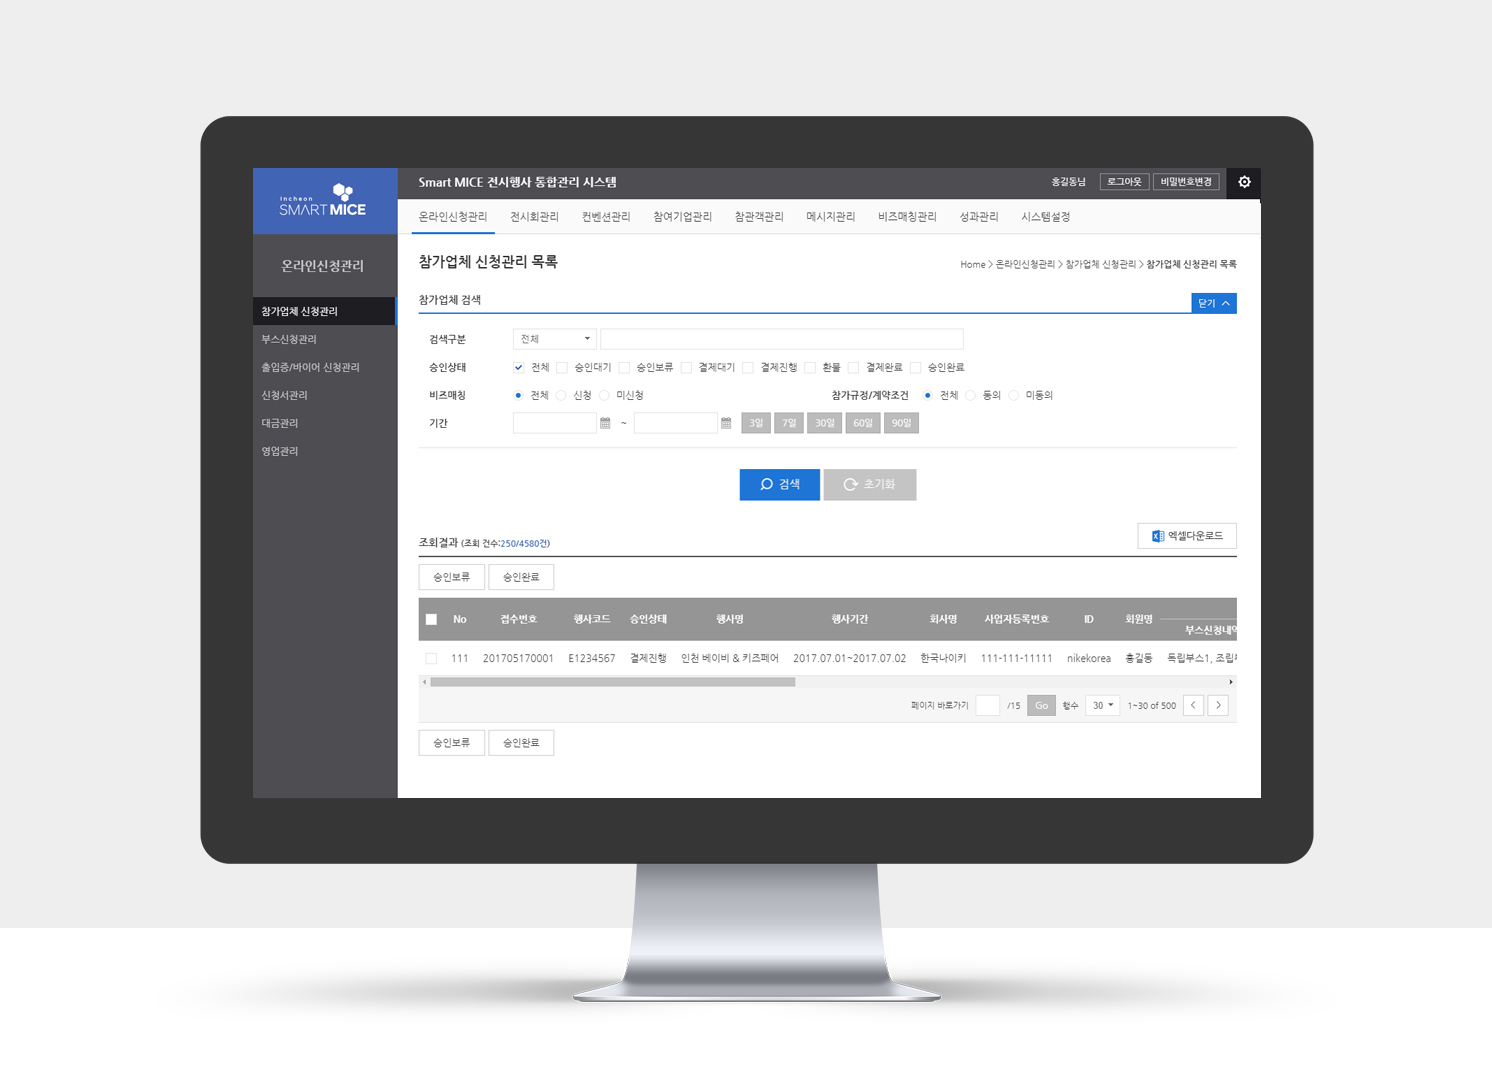 Incheon
SMART MICE
Smart MICE 전시행사 통합관리 시스템
홍길동님 로그아웃 비밀번호변경
온라인신청관리 전시회관리 컨벤션관리 참여기업관리 참관객관리 메시지관리 비즈매칭관리 성과관리 시스템설정
온라인신청관리
참가업체 신청관리
부스신청관리
출입증/바이어 신청관리
신청서관리
대금관리
영업관리
참가업체 신청관리 목록
Home > 온라인신청관리 > 참가업체 신청관리 > 참가업체 신청관리 목록
참가업체 검색 닫기
검색구분 전체
승인상태 전체 승인대기 승인보류 결제대기 결제진행 환물 결제완료 승인완료
비즈매칭 전체 신청 미신청 참가규정/계약조건 전체 동의 미동의
기간 ~ 3일 7일 30일 60일 90일
검색 초기화
조회결과 (조회 건수:250/4580건) 엑셀다운로드
승인보류 승인완료
No 접수번호 행사코드 승인상태 행사명 행사기간 회사명 사업자등록번호 ID 회원명
부스신청내역
111 201705170001 E1234567 결제진행 인천 베이비 & 키즈페어 2017.07.01~2017.07.02 한국나이키 111-111-11111 nikekorea 홍길동 독립부스1, 조립부
페이지 바로가기 /15 Go 행수 30 1~30 of 500
승인보류 승인완료